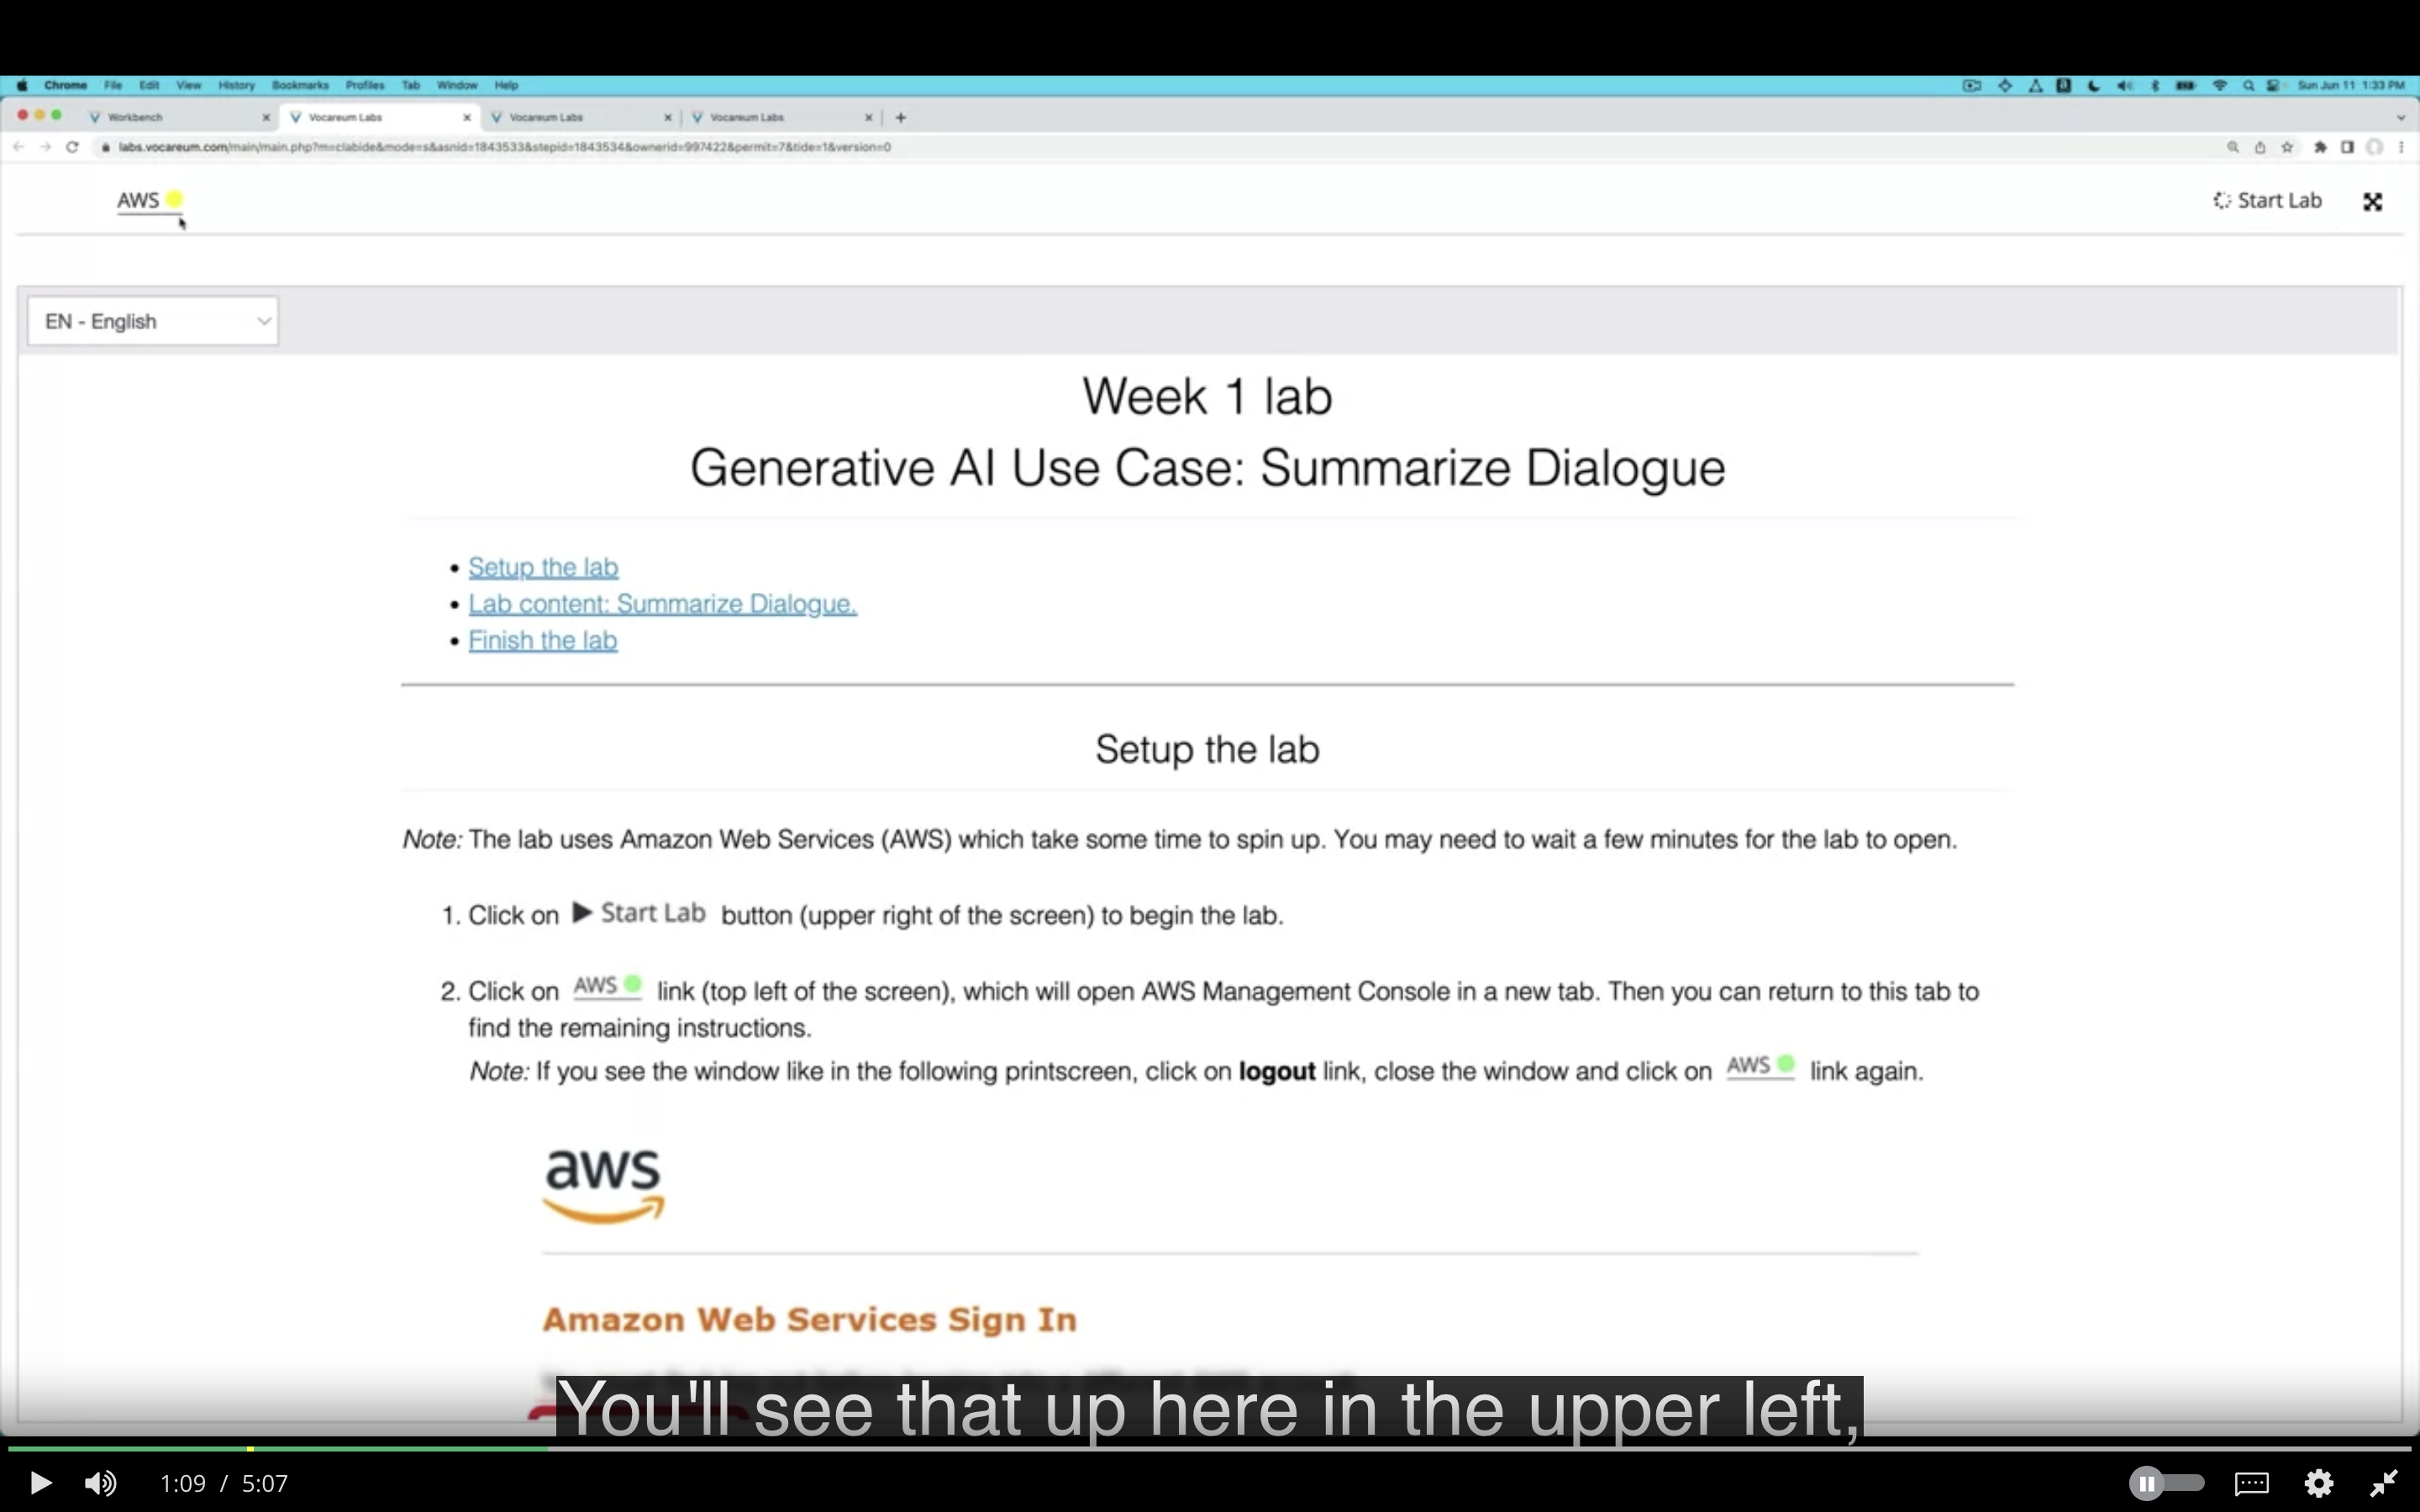 Chrome File Edit View History Bookmarks Profiles Tab Window Help Sun Jun 11 1:33 PM
Workbench Vocareum Labs Vocareum Labs Vocareum Labs
labs.vocareum.com/main/main.php?m=clabide&mode=s&asnid=1843533&stepid=1843534&ownerid=997422&permit=7&tide=1&version=0
AWS Start Lab
EN - English
Week 1 lab
Generative AI Use Case: Summarize Dialogue
• Setup the lab
• Lab content: Summarize Dialogue.
• Finish the lab
Setup the lab
Note: The lab uses Amazon Web Services (AWS) which take some time to spin up. You may need to wait a few minutes for the lab to open.
1. Click on ▶ Start Lab button (upper right of the screen) to begin the lab.
2. Click on AWS link (top left of the screen), which will open AWS Management Console in a new tab. Then you can return to this tab to
find the remaining instructions.
Note: If you see the window like in the following printscreen, click on logout link, close the window and click on AWS link again.
aws
Amazon Web Services Sign In
You'll see that up here in the upper left,
1:09 / 5:07